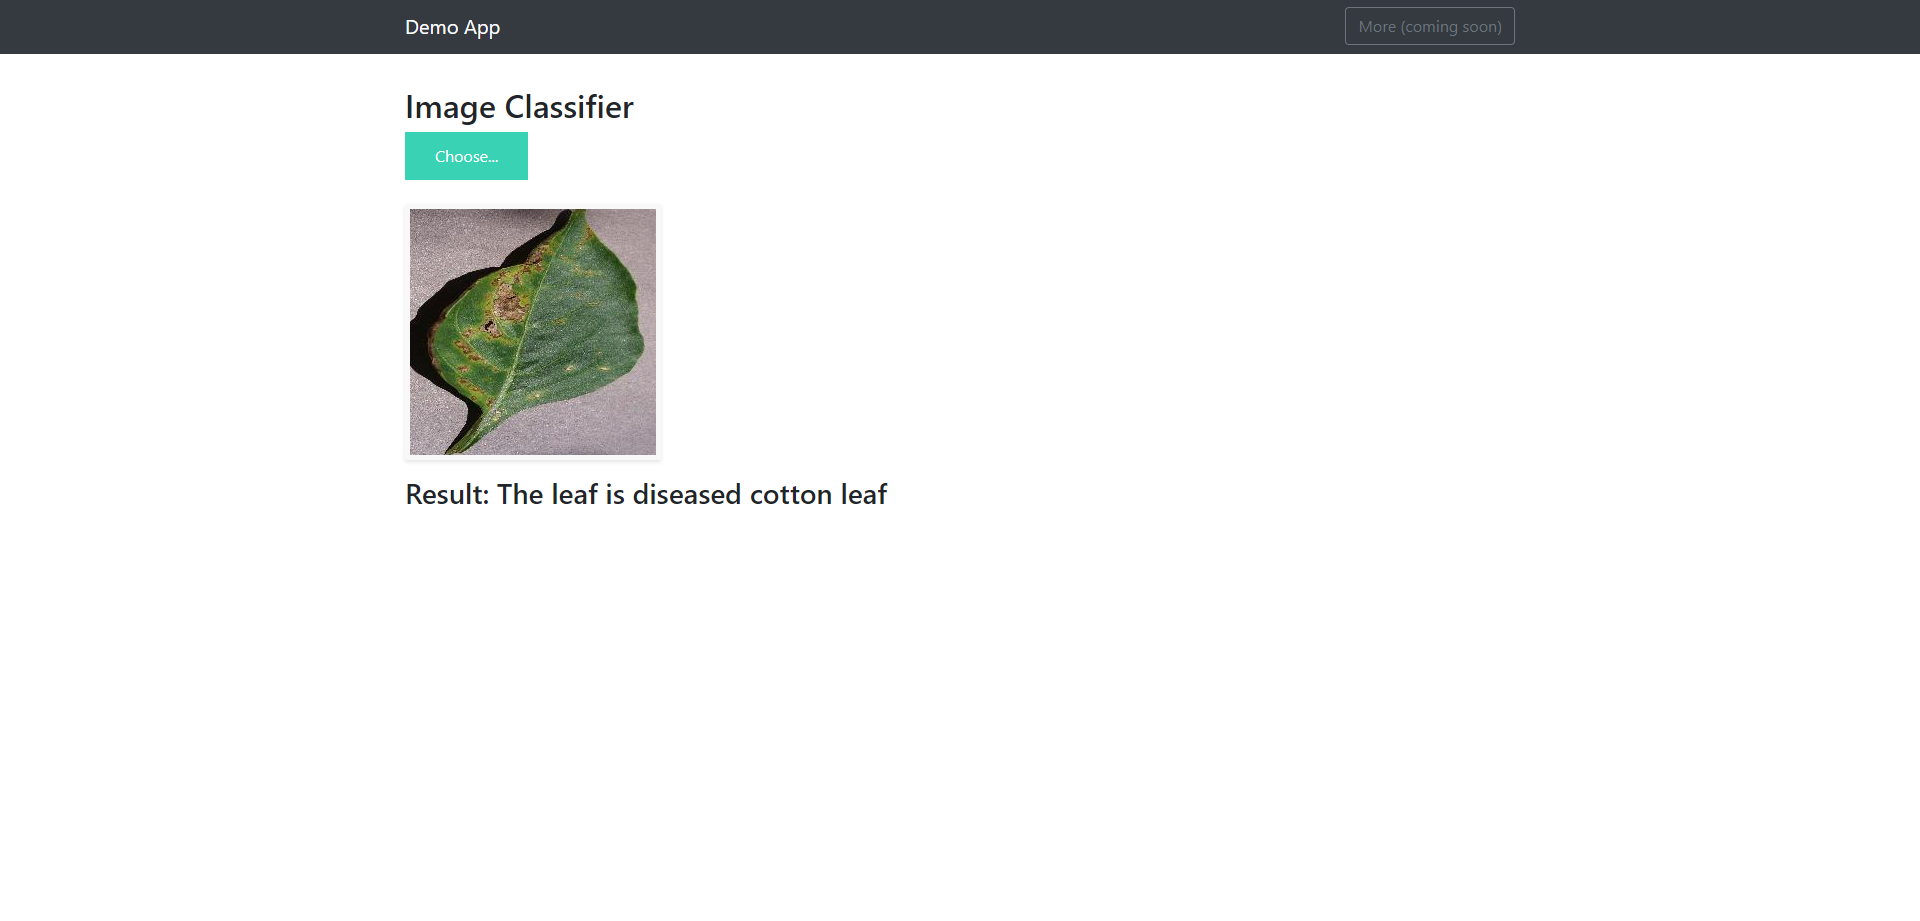 Demo App
More (coming soon)
Image Classifier
Choose...
Result: The leaf is diseased cotton leaf